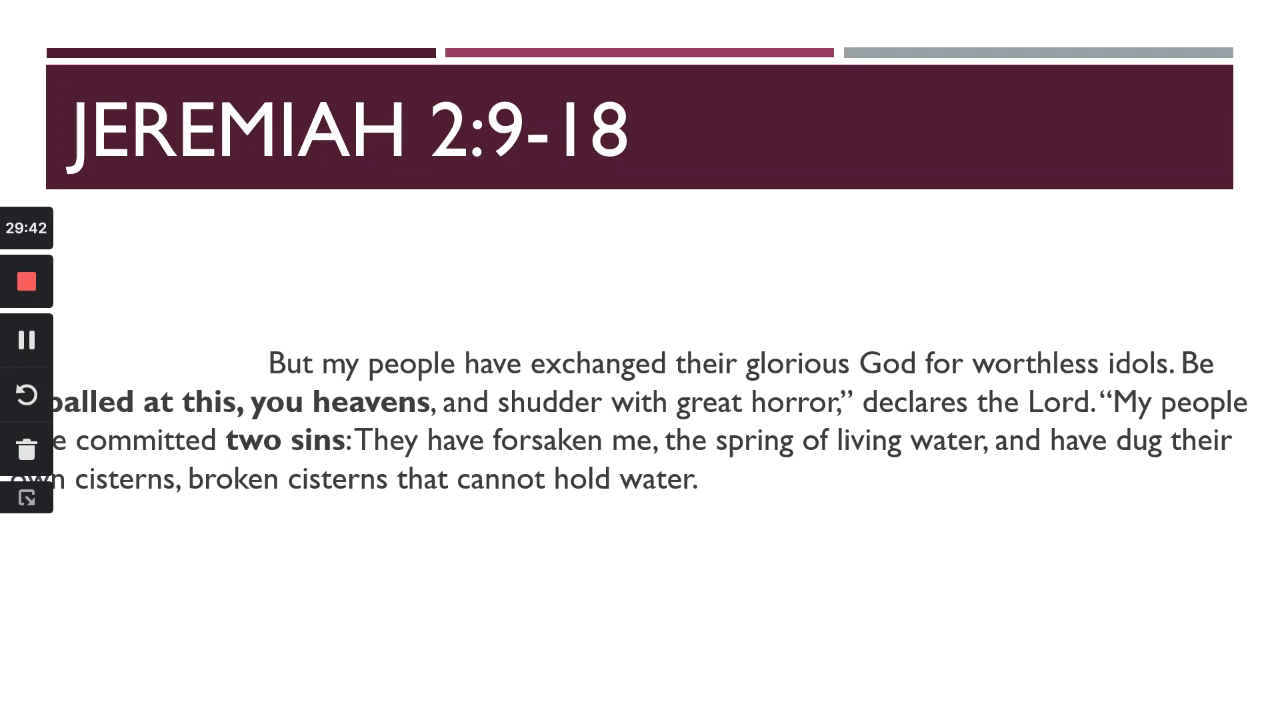 JEREMIAH 2:9-18
29:42
But my people have exchanged their glorious God for worthless idols. Be
palled at this, you heavens, and shudder with great horror,” declares the Lord. “My people
e committed two sins: They have forsaken me, the spring of living water, and have dug their
own cisterns, broken cisterns that cannot hold water.